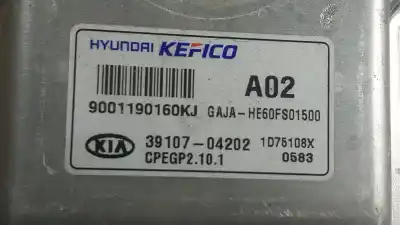 HYUNDAI KEFICO
A02
9001190160KJ GAJA-HE60FS01500
KIA 39107-04202 1D75108X
CPEGP2.10.1 0583